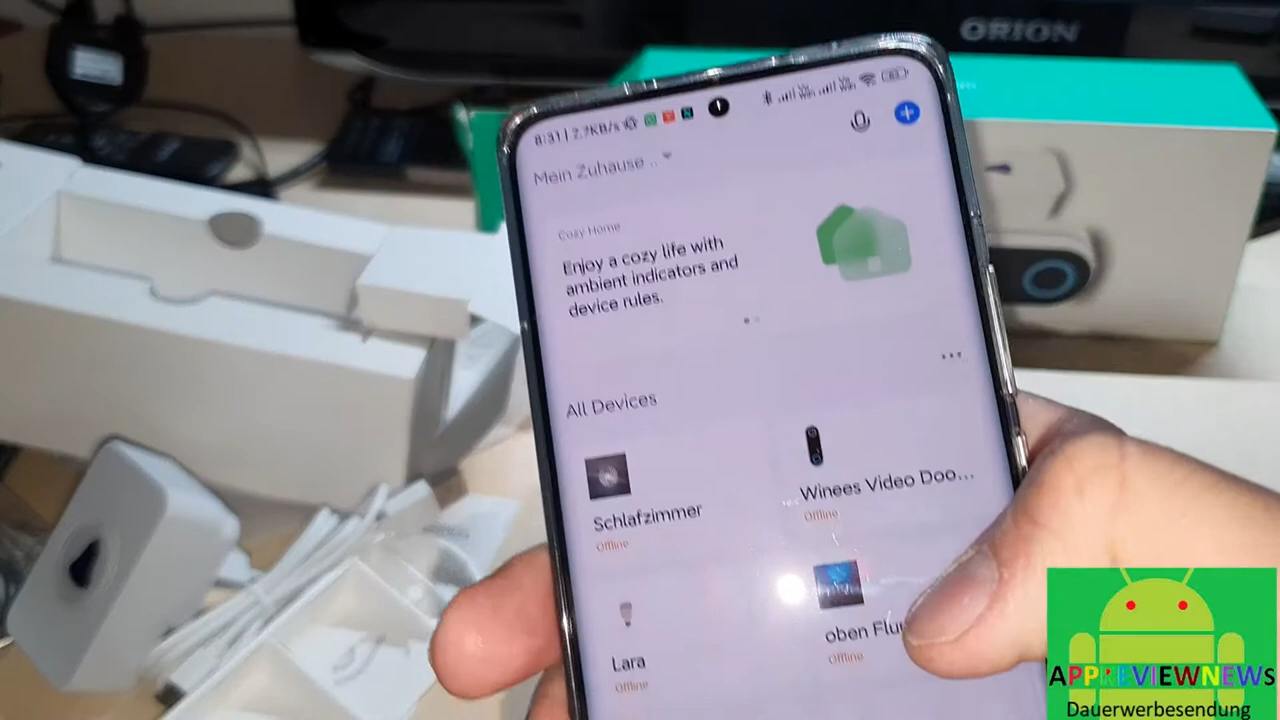 ORION
8:31 | 2.7KB/s
Mein Zuhause ..
Cozy Home
Enjoy a cozy life with
ambient indicators and
device rules.
All Devices
Schlafzimmer
Offline
Winees Video Doo...
Offline
Lara
Offline
oben Flu
Offline
APPREVIEWNEWs
Dauerwerbesendung